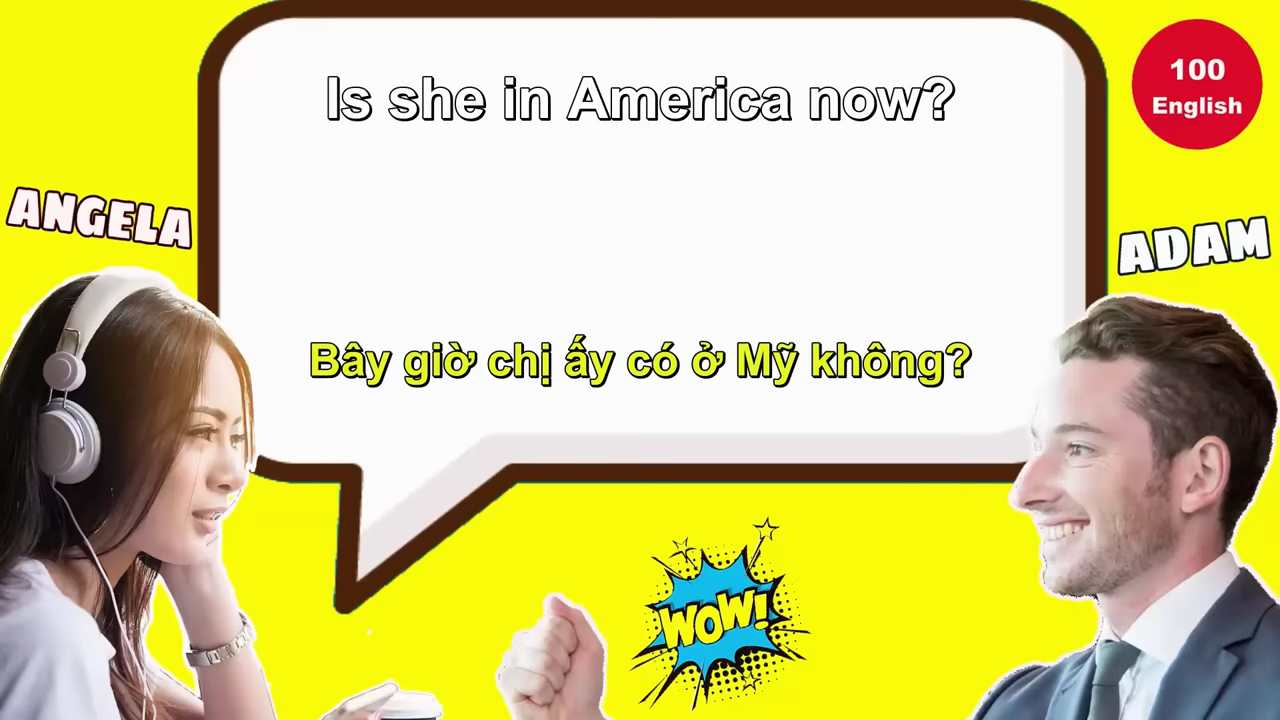 Is she in America now?
100
English
ANGELA
ADAM
Bây giờ chị ấy có ở Mỹ không?
WOW!